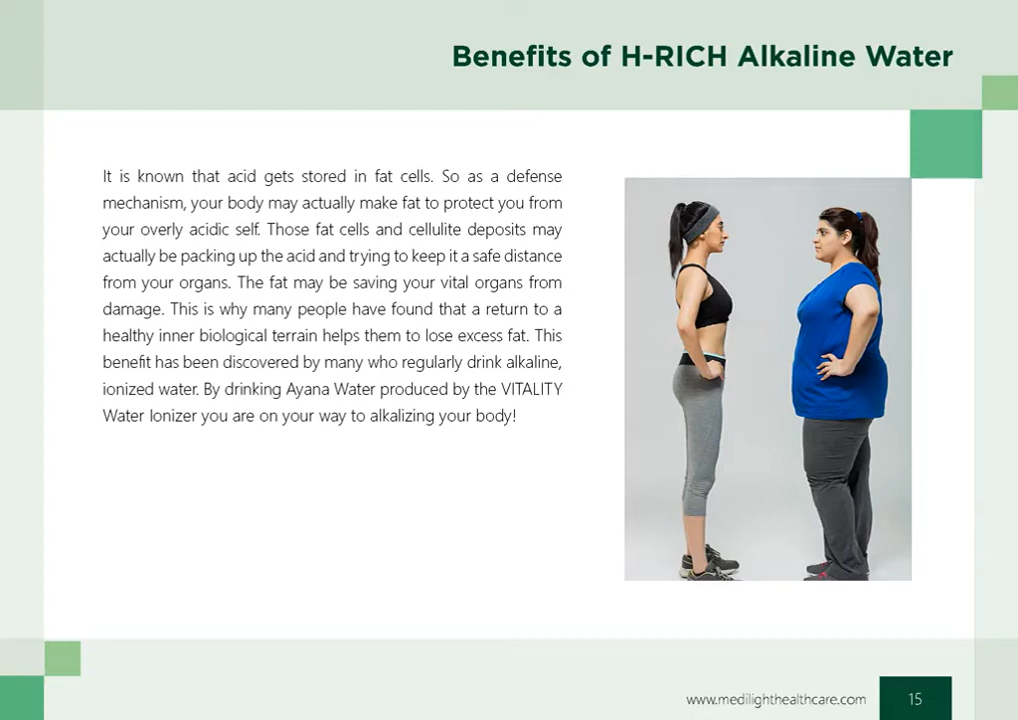 Benefits of H-RICH Alkaline Water
It is known that acid gets stored in fat cells. So as a defense
mechanism, your body may actually make fat to protect you from
your overly acidic self. Those fat cells and cellulite deposits may
actually be packing up the acid and trying to keep it a safe distance
from your organs. The fat may be saving your vital organs from
damage. This is why many people have found that a return to a
healthy inner biological terrain helps them to lose excess fat. This
benefit has been discovered by many who regularly drink alkaline,
ionized water. By drinking Ayana Water produced by the VITALITY
Water Ionizer you are on your way to alkalizing your body!
www.medilighthealthcare.com
15